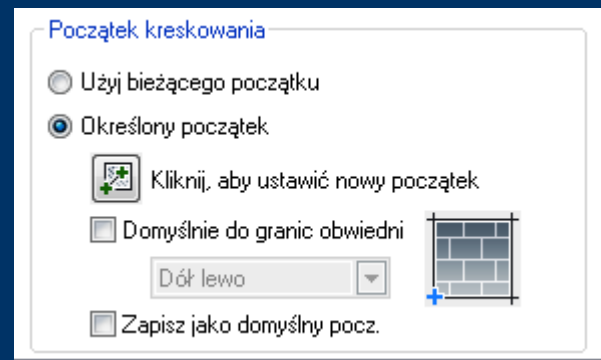 Początek kreskowania
Użyj bieżącego początku
Określony początek
Kliknij, aby ustawić nowy początek
Domyślnie do granic obwiedni
Dół lewo
Zapisz jako domyślny pocz.